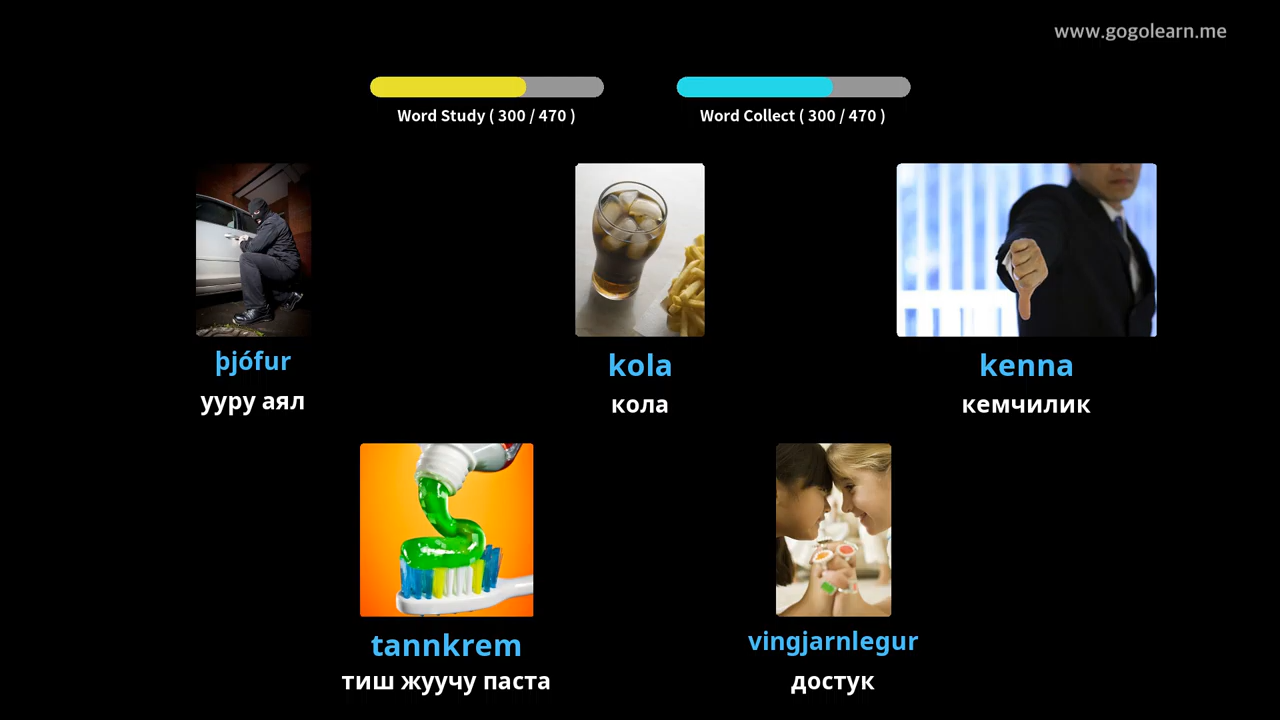 www.gogolearn.me
Word Study ( 300 / 470 )
Word Collect ( 300 / 470 )
þjófur
kola
kenna
ууру аял
кола
кемчилик
tannkrem
vingjarnlegur
тиш жуучу паста
достук